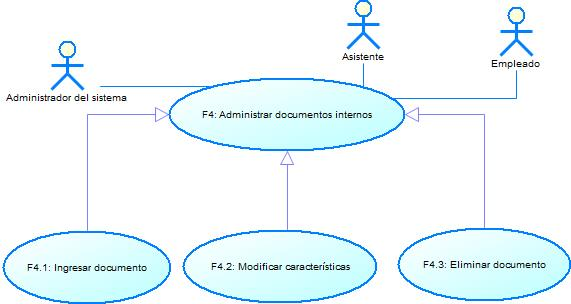 Asistente
Empleado
Administrador del sistema
F4: Administrar documentos internos
F4.1: Ingresar documento
F4.2: Modificar características
F4.3: Eliminar documento